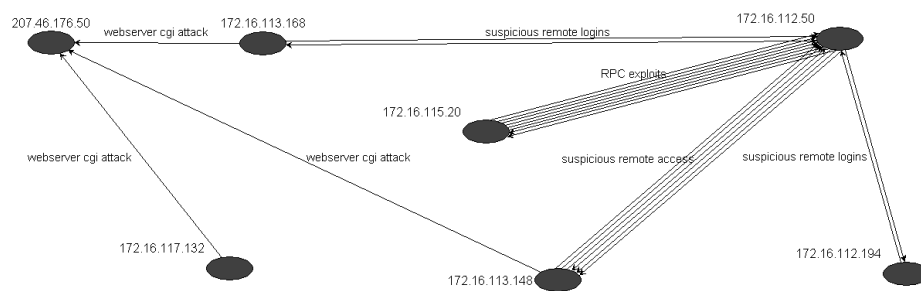 207.46.176.50
172.16.113.168
172.16.112.50
webserver cgi attack
suspicious remote logins
RPC exploits
172.16.115.20
webserver cgi attack
webserver cgi attack
suspicious remote access
suspicious remote logins
172.16.117.132
172.16.113.148
172.16.112.194